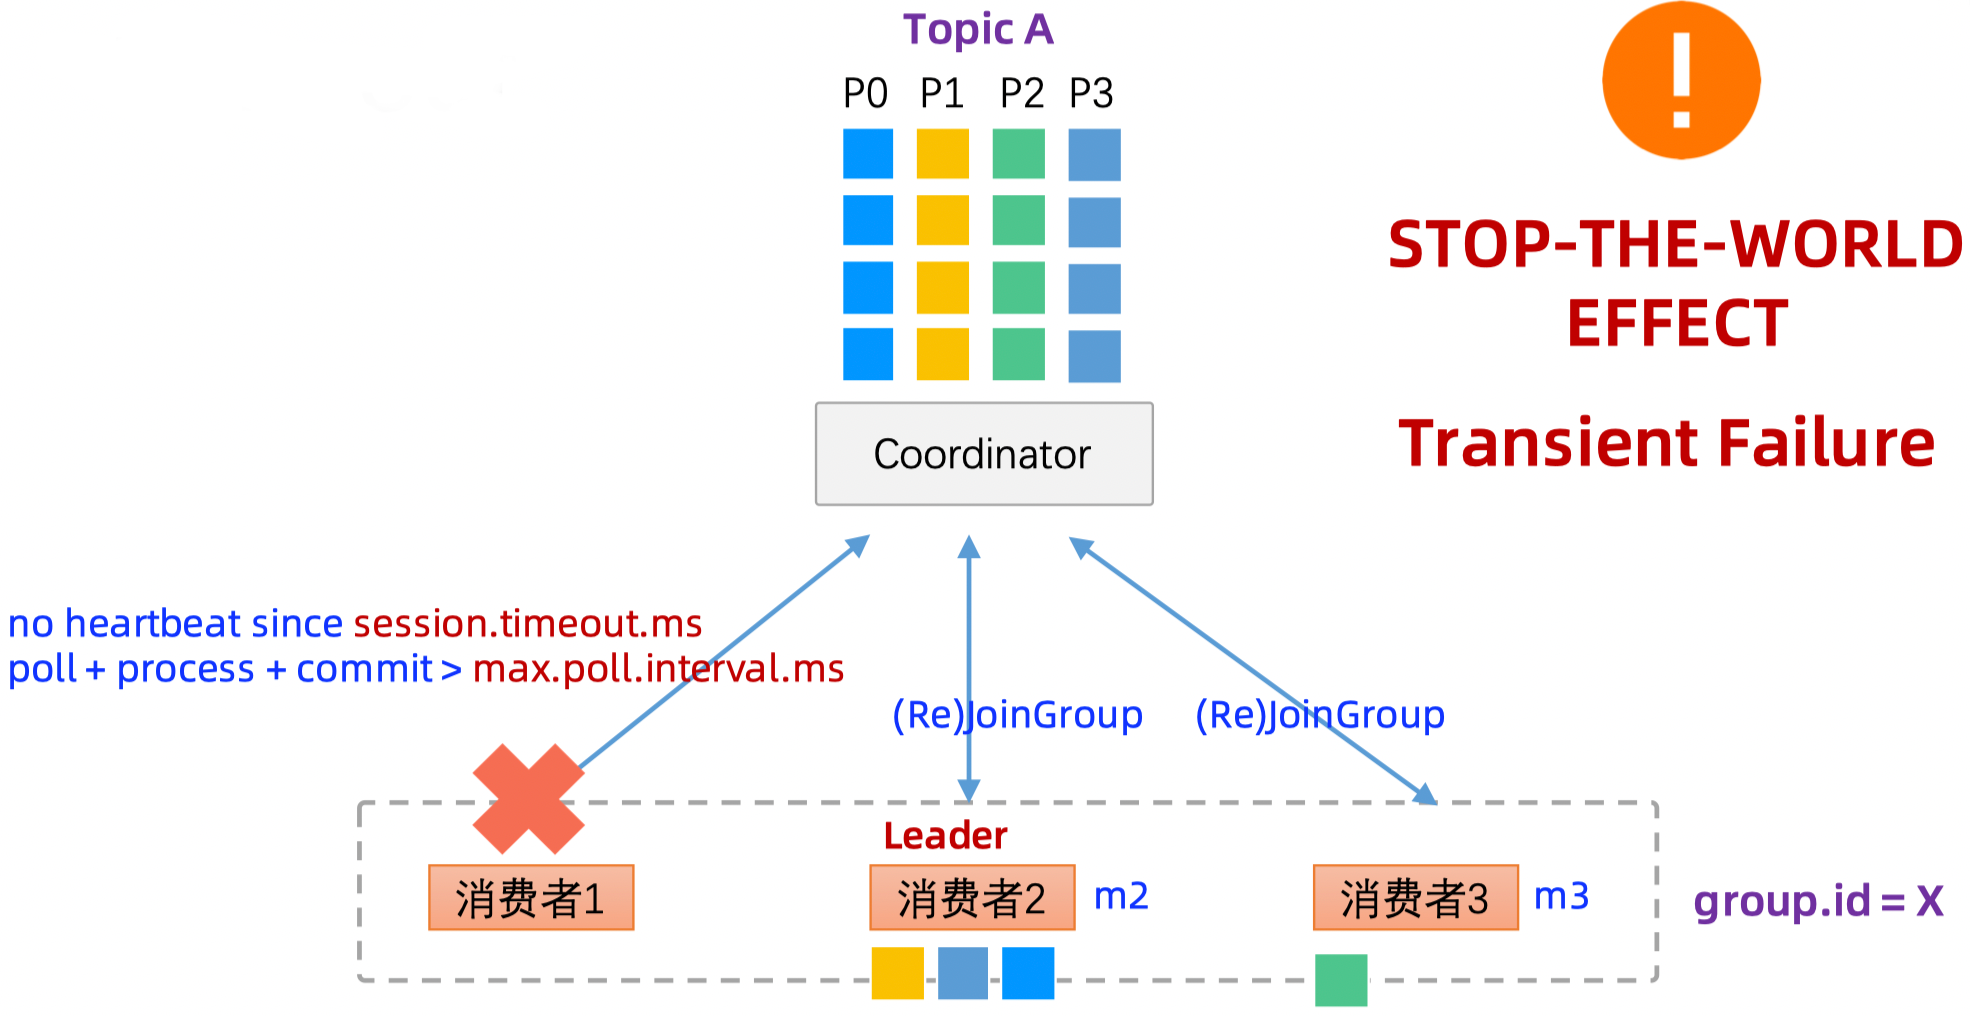 Topic A
P0 P1 P2 P3
STOP-THE-WORLD
EFFECT
Transient Failure
Coordinator
no heartbeat since session.timeout.ms
poll + process + commit > max.poll.interval.ms
(Re)JoinGroup
(Re)JoinGroup
Leader
消费者1
消费者2
m2
消费者3
m3
group.id = X